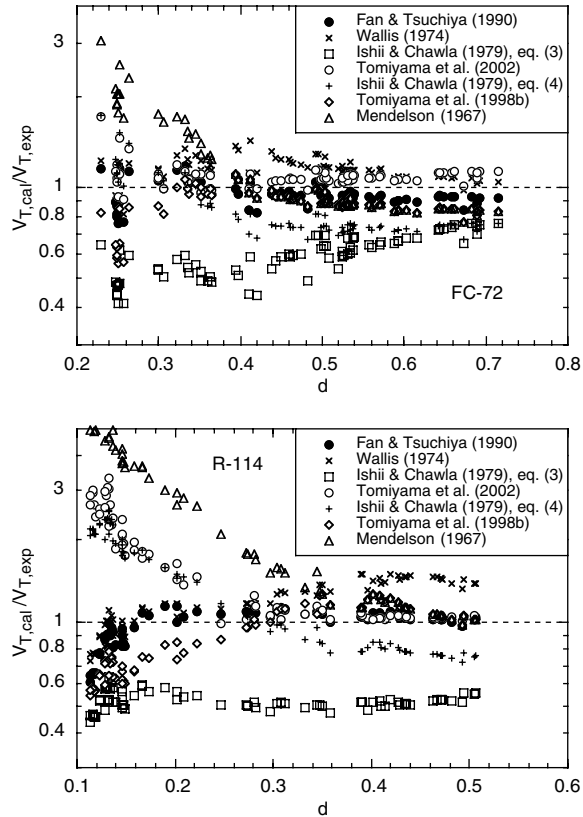 3
1
0.8
0.6
0.4
V_T,cal/V_T,exp
Fan & Tsuchiya (1990)
Wallis (1974)
Ishii & Chawla (1979), eq. (3)
Tomiyama et al. (2002)
Ishii & Chawla (1979), eq. (4)
Tomiyama et al. (1998b)
Mendelson (1967)
FC-72
0.2 0.3 0.4 0.5 0.6 0.7 0.8
d
3
1
0.8
0.6
0.4
V_T,cal/V_T,exp
R-114
Fan & Tsuchiya (1990)
Wallis (1974)
Ishii & Chawla (1979), eq. (3)
Tomiyama et al. (2002)
Ishii & Chawla (1979), eq. (4)
Tomiyama et al. (1998b)
Mendelson (1967)
0.1 0.2 0.3 0.4 0.5 0.6
d